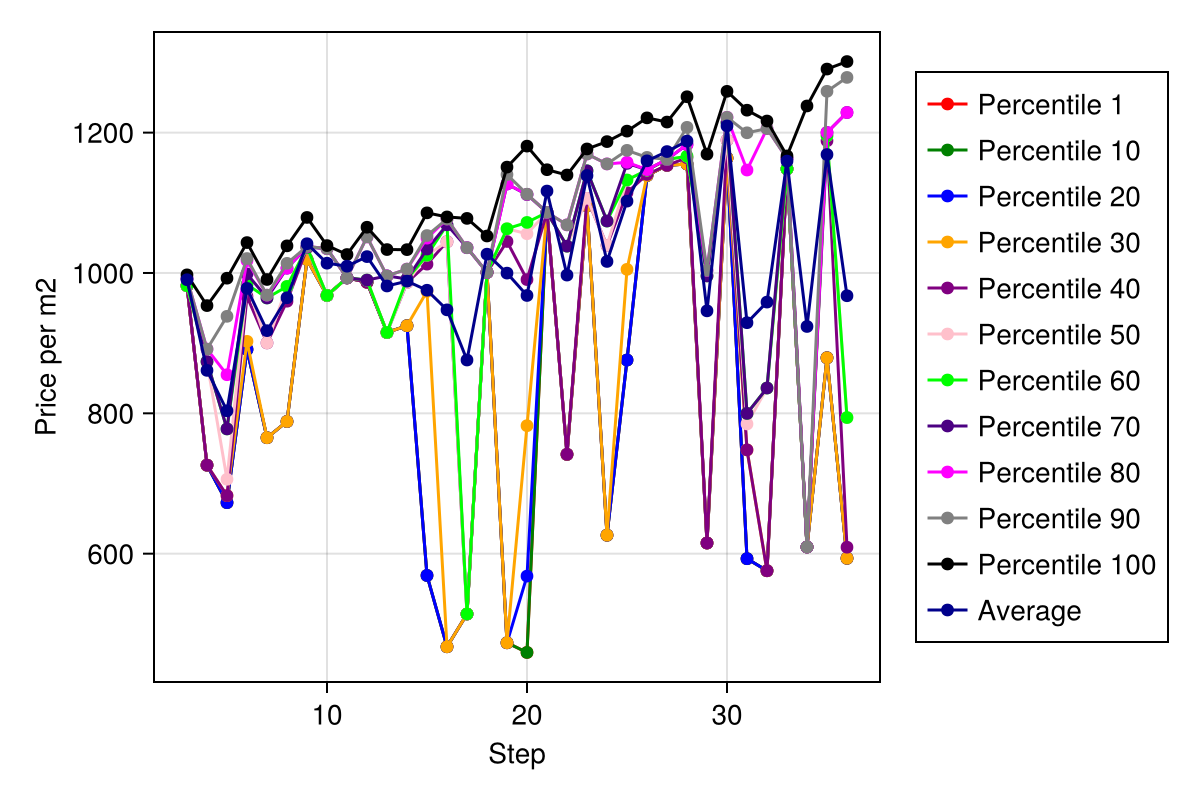 1200
1000
800
600
Price per m2
10
20
30
Step
Percentile 1
Percentile 10
Percentile 20
Percentile 30
Percentile 40
Percentile 50
Percentile 60
Percentile 70
Percentile 80
Percentile 90
Percentile 100
Average